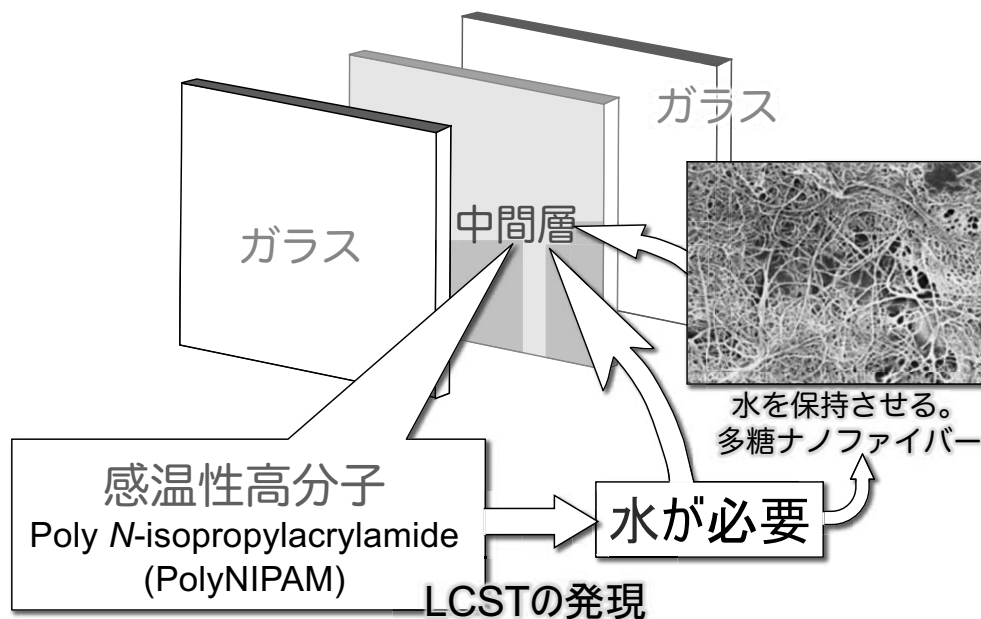 ガラス
中間層
ガラス
水を保持させる。
多糖ナノファイバー
感温性高分子
Poly N-isopropylacrylamide
(PolyNIPAM)
水が必要
LCSTの発現